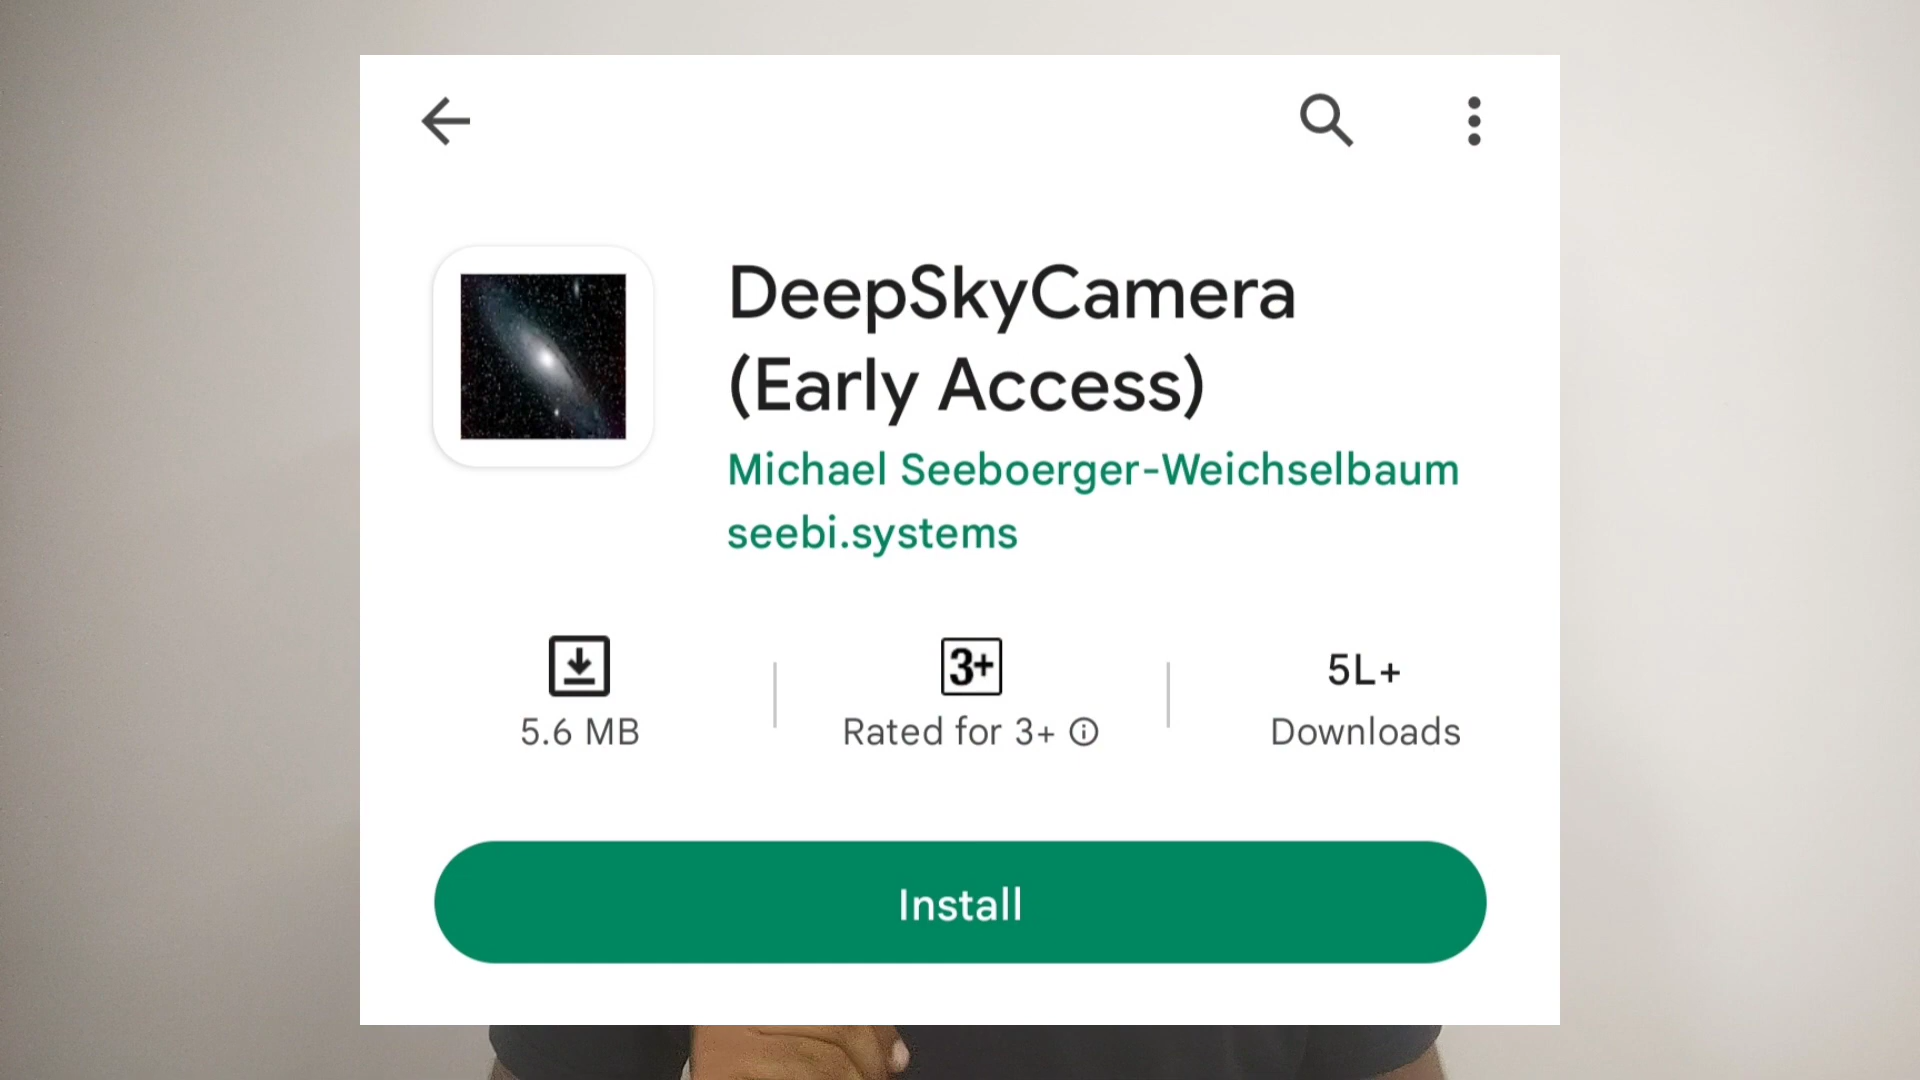 DeepSkyCamera
(Early Access)
Michael Seeboerger-Weichselbaum
seebi.systems
3+
5L+
5.6 MB
Rated for 3+
Downloads
Install